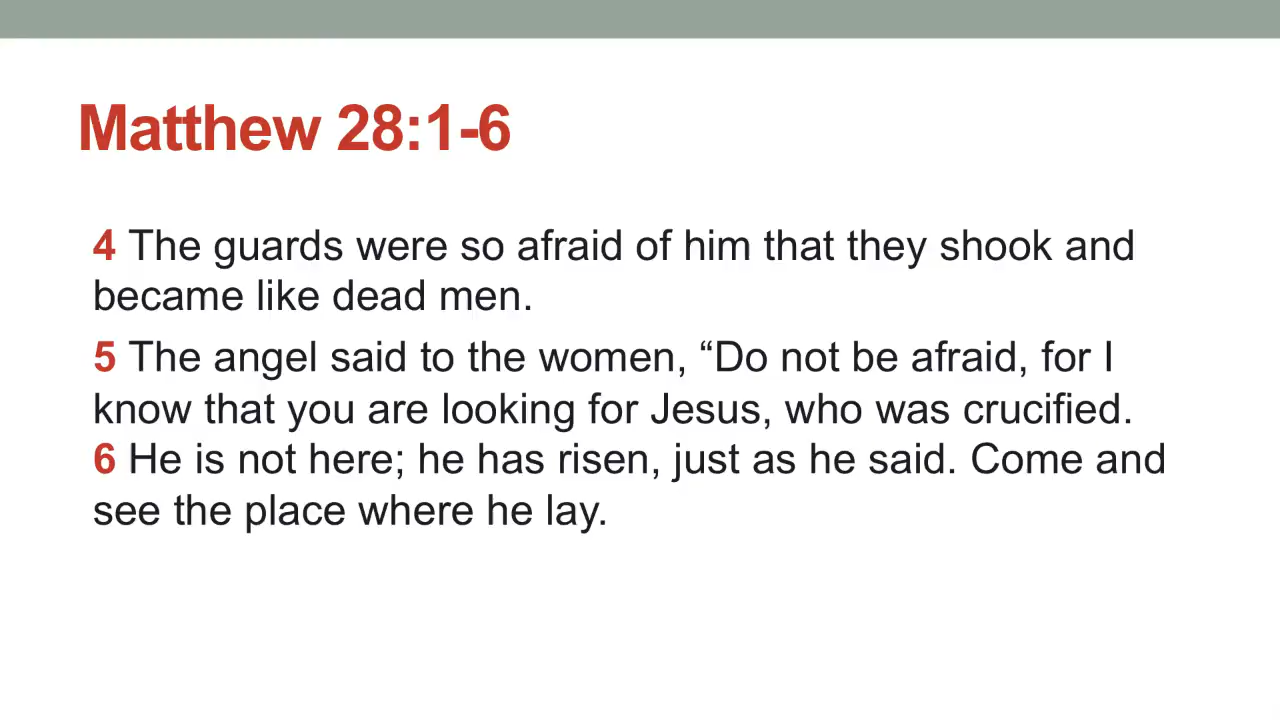 Matthew 28:1-6
4 The guards were so afraid of him that they shook and
became like dead men.
5 The angel said to the women, “Do not be afraid, for I
know that you are looking for Jesus, who was crucified.
6 He is not here; he has risen, just as he said. Come and
see the place where he lay.